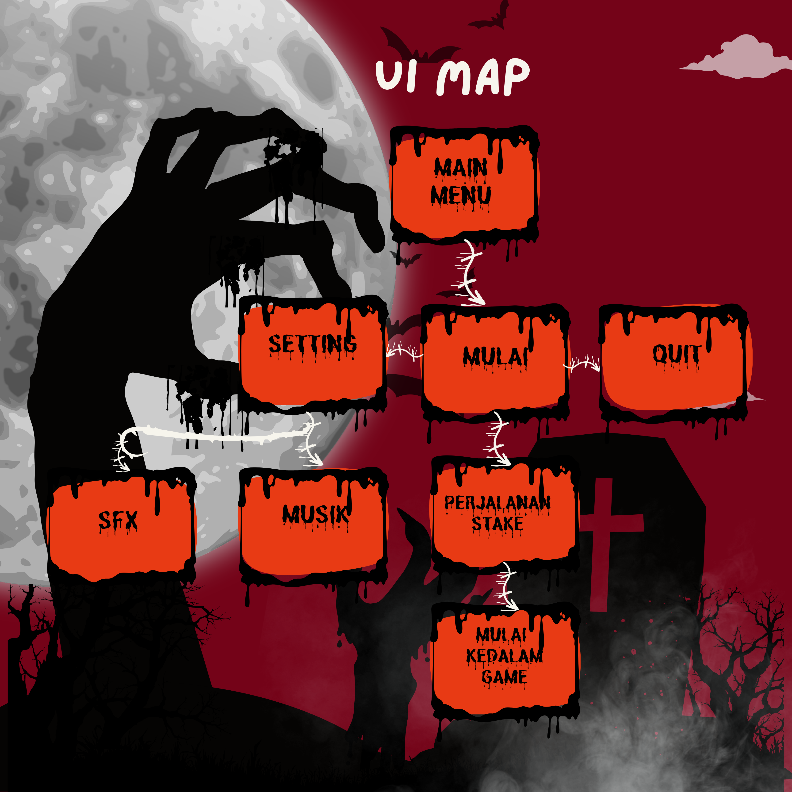 UI MAP
MAIN
MENU
SETTING
MULAI
QUIT
SFX
MUSIK
PERJALANAN
STAKE
MULAI
KEDALAM
GAME